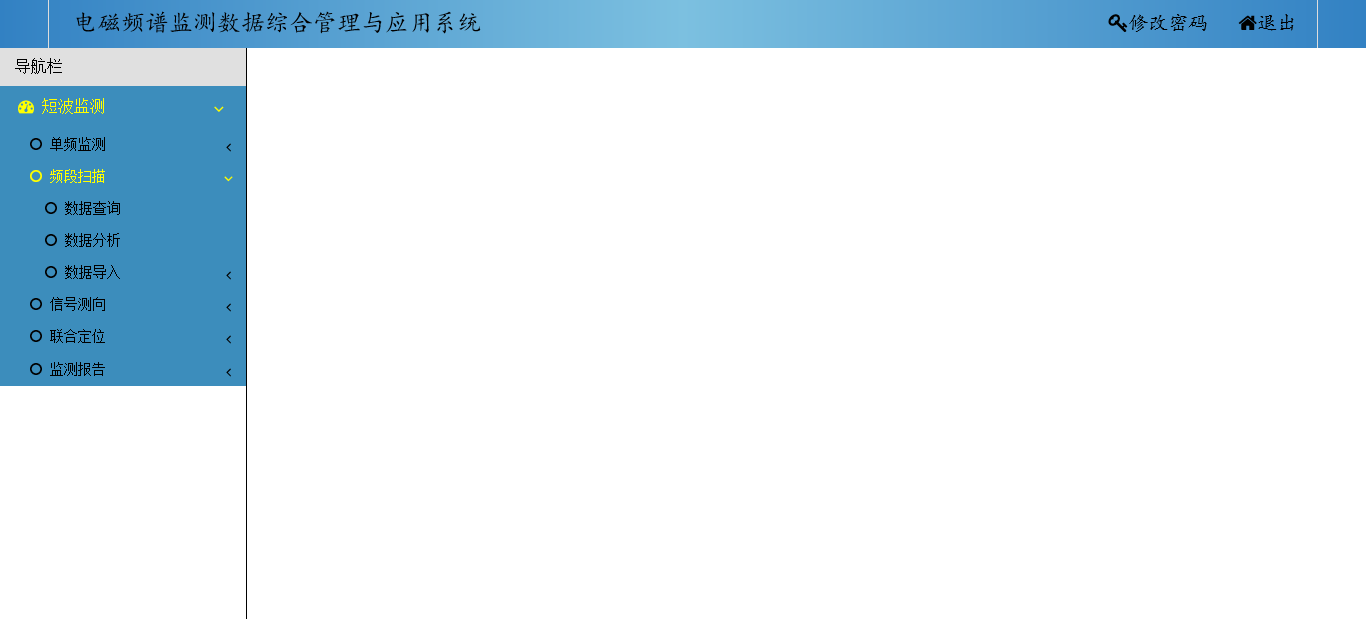 电磁频谱监测数据综合管理与应用系统
修改密码 退出
导航栏
短波监测
单频监测
频段扫描
数据查询
数据分析
数据导入
信号测向
联合定位
监测报告